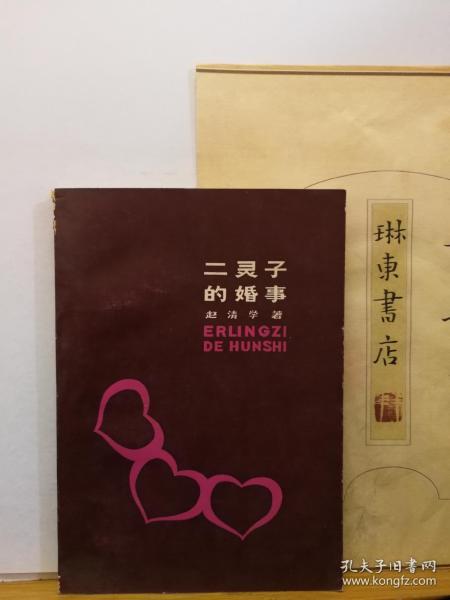 二灵子
的婚事
赵清学著
ERLINGZI
DE HUNSHI
琳東書店
孔夫子旧书网
www.kongfz.com